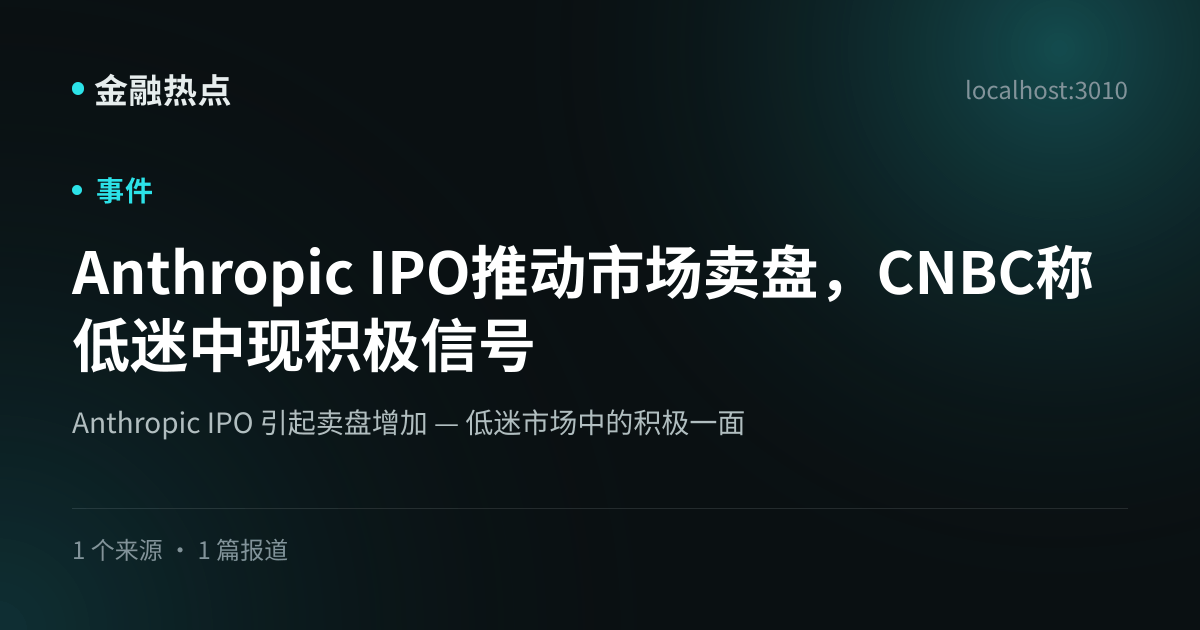 金融热点
localhost:3010
事件
Anthropic IPO推动市场卖盘，CNBC称
低迷中现积极信号
Anthropic IPO 引起卖盘增加 — 低迷市场中的积极一面
1 个来源 · 1 篇报道